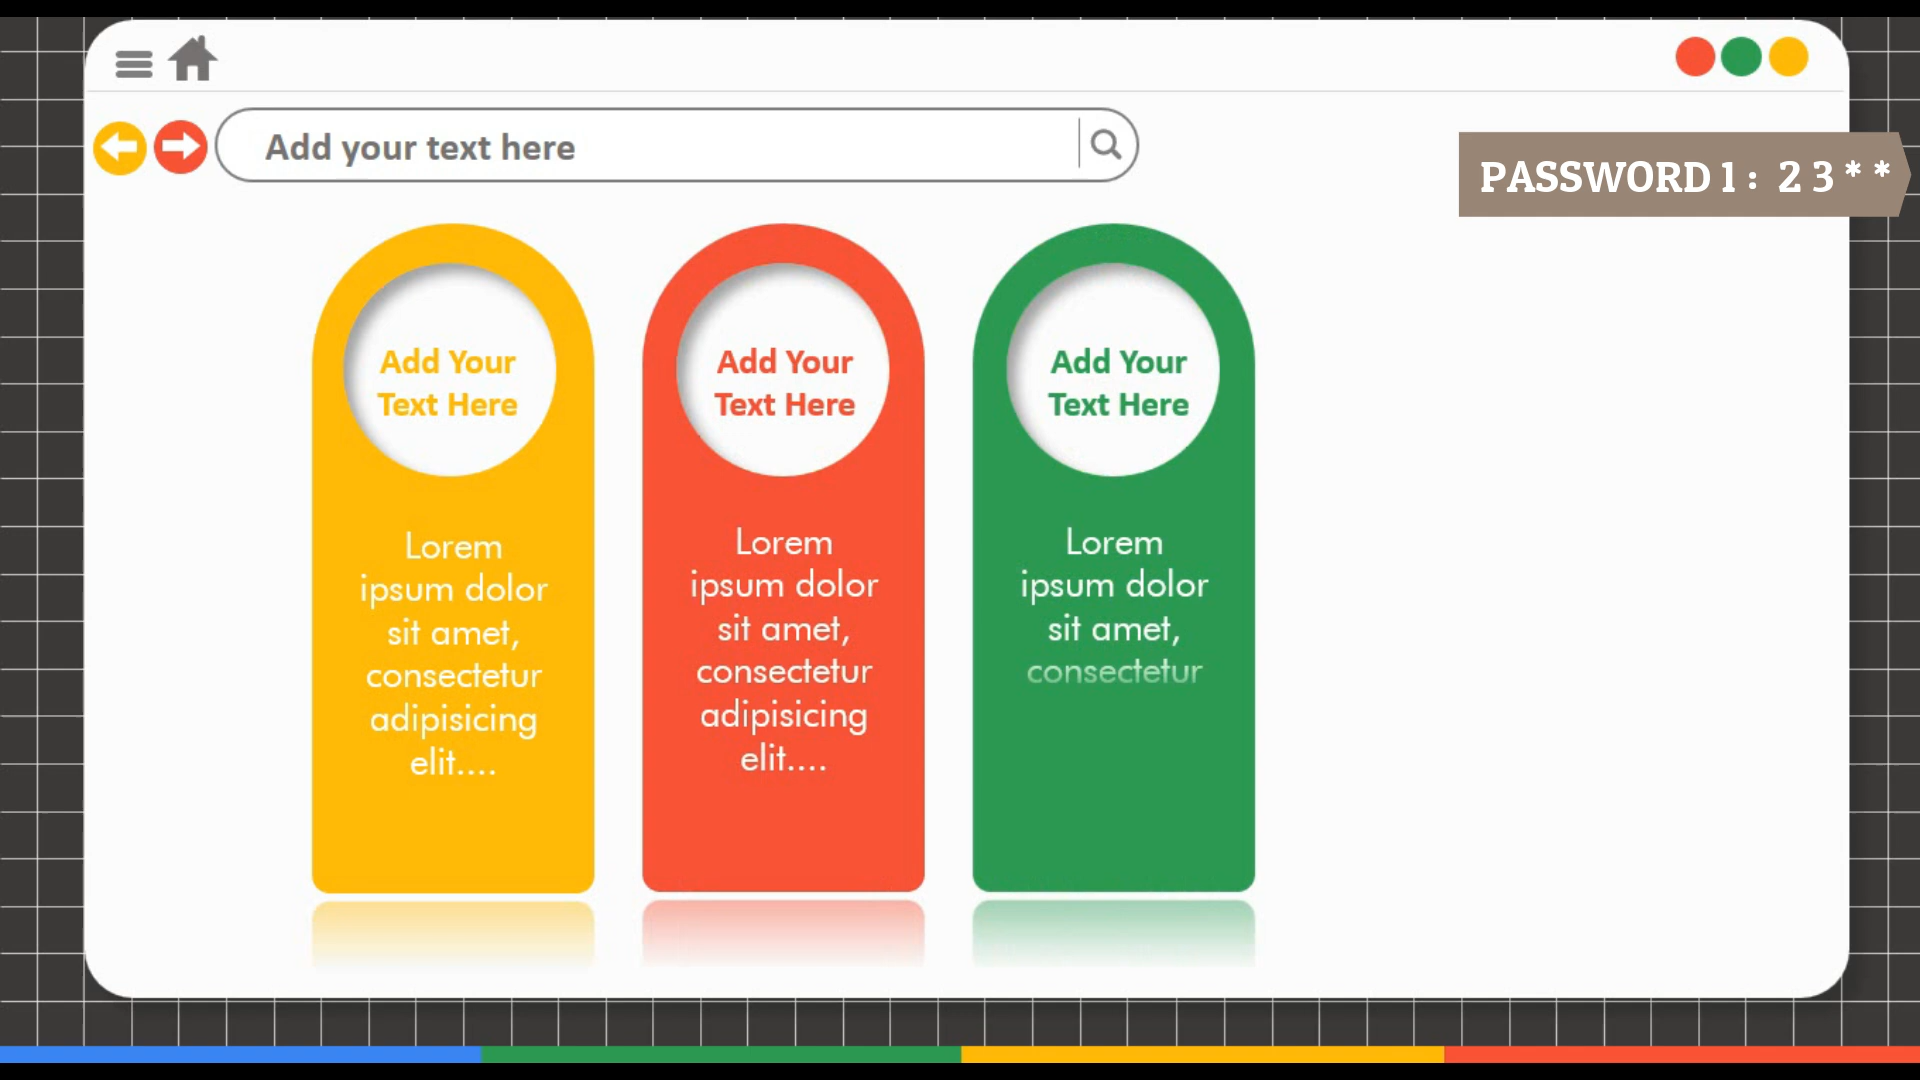 Add your text here
PASSWORD 1 : 2 3 * *
Add Your
Text Here
Lorem
ipsum dolor
sit amet,
consectetur
adipisicing
elit....
Add Your
Text Here
Lorem
ipsum dolor
sit amet,
consectetur
adipisicing
elit....
Add Your
Text Here
Lorem
ipsum dolor
sit amet,
consectetur